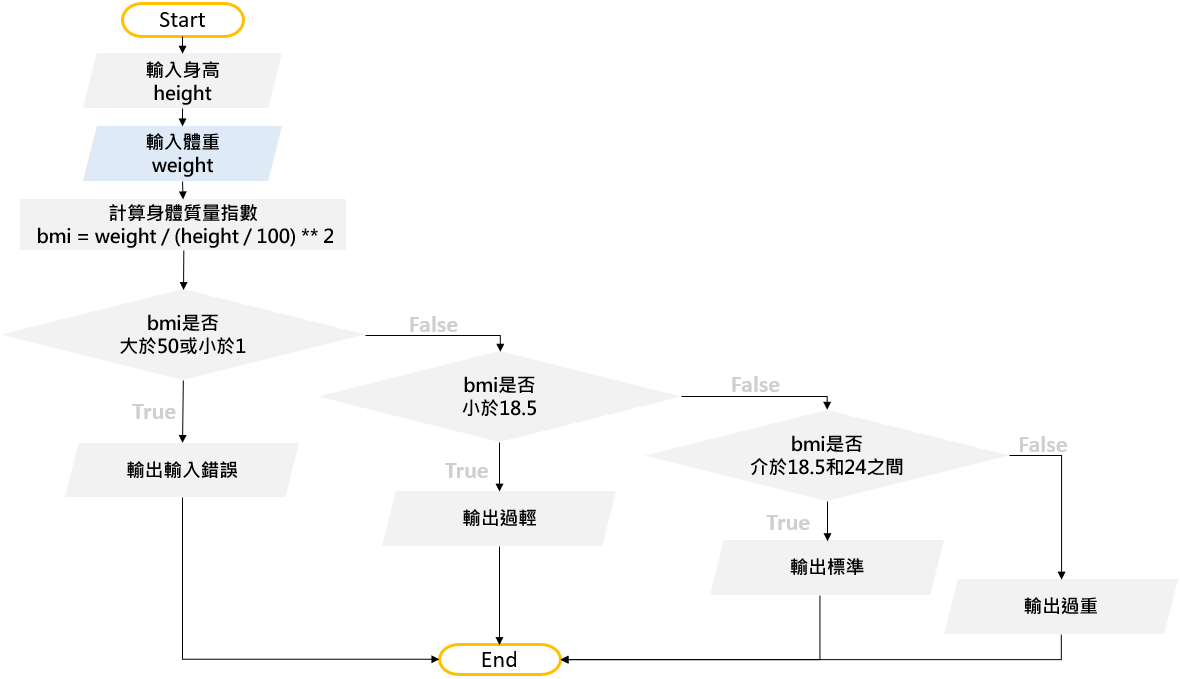 Start
輸入身高
height
輸入體重
weight
計算身體質量指數
bmi = weight / (height / 100) ** 2
bmi是否
大於50或小於1
False
True
輸出輸入錯誤
bmi是否
小於18.5
False
True
輸出過輕
bmi是否
介於18.5和24之間
False
True
輸出標準
輸出過重
End